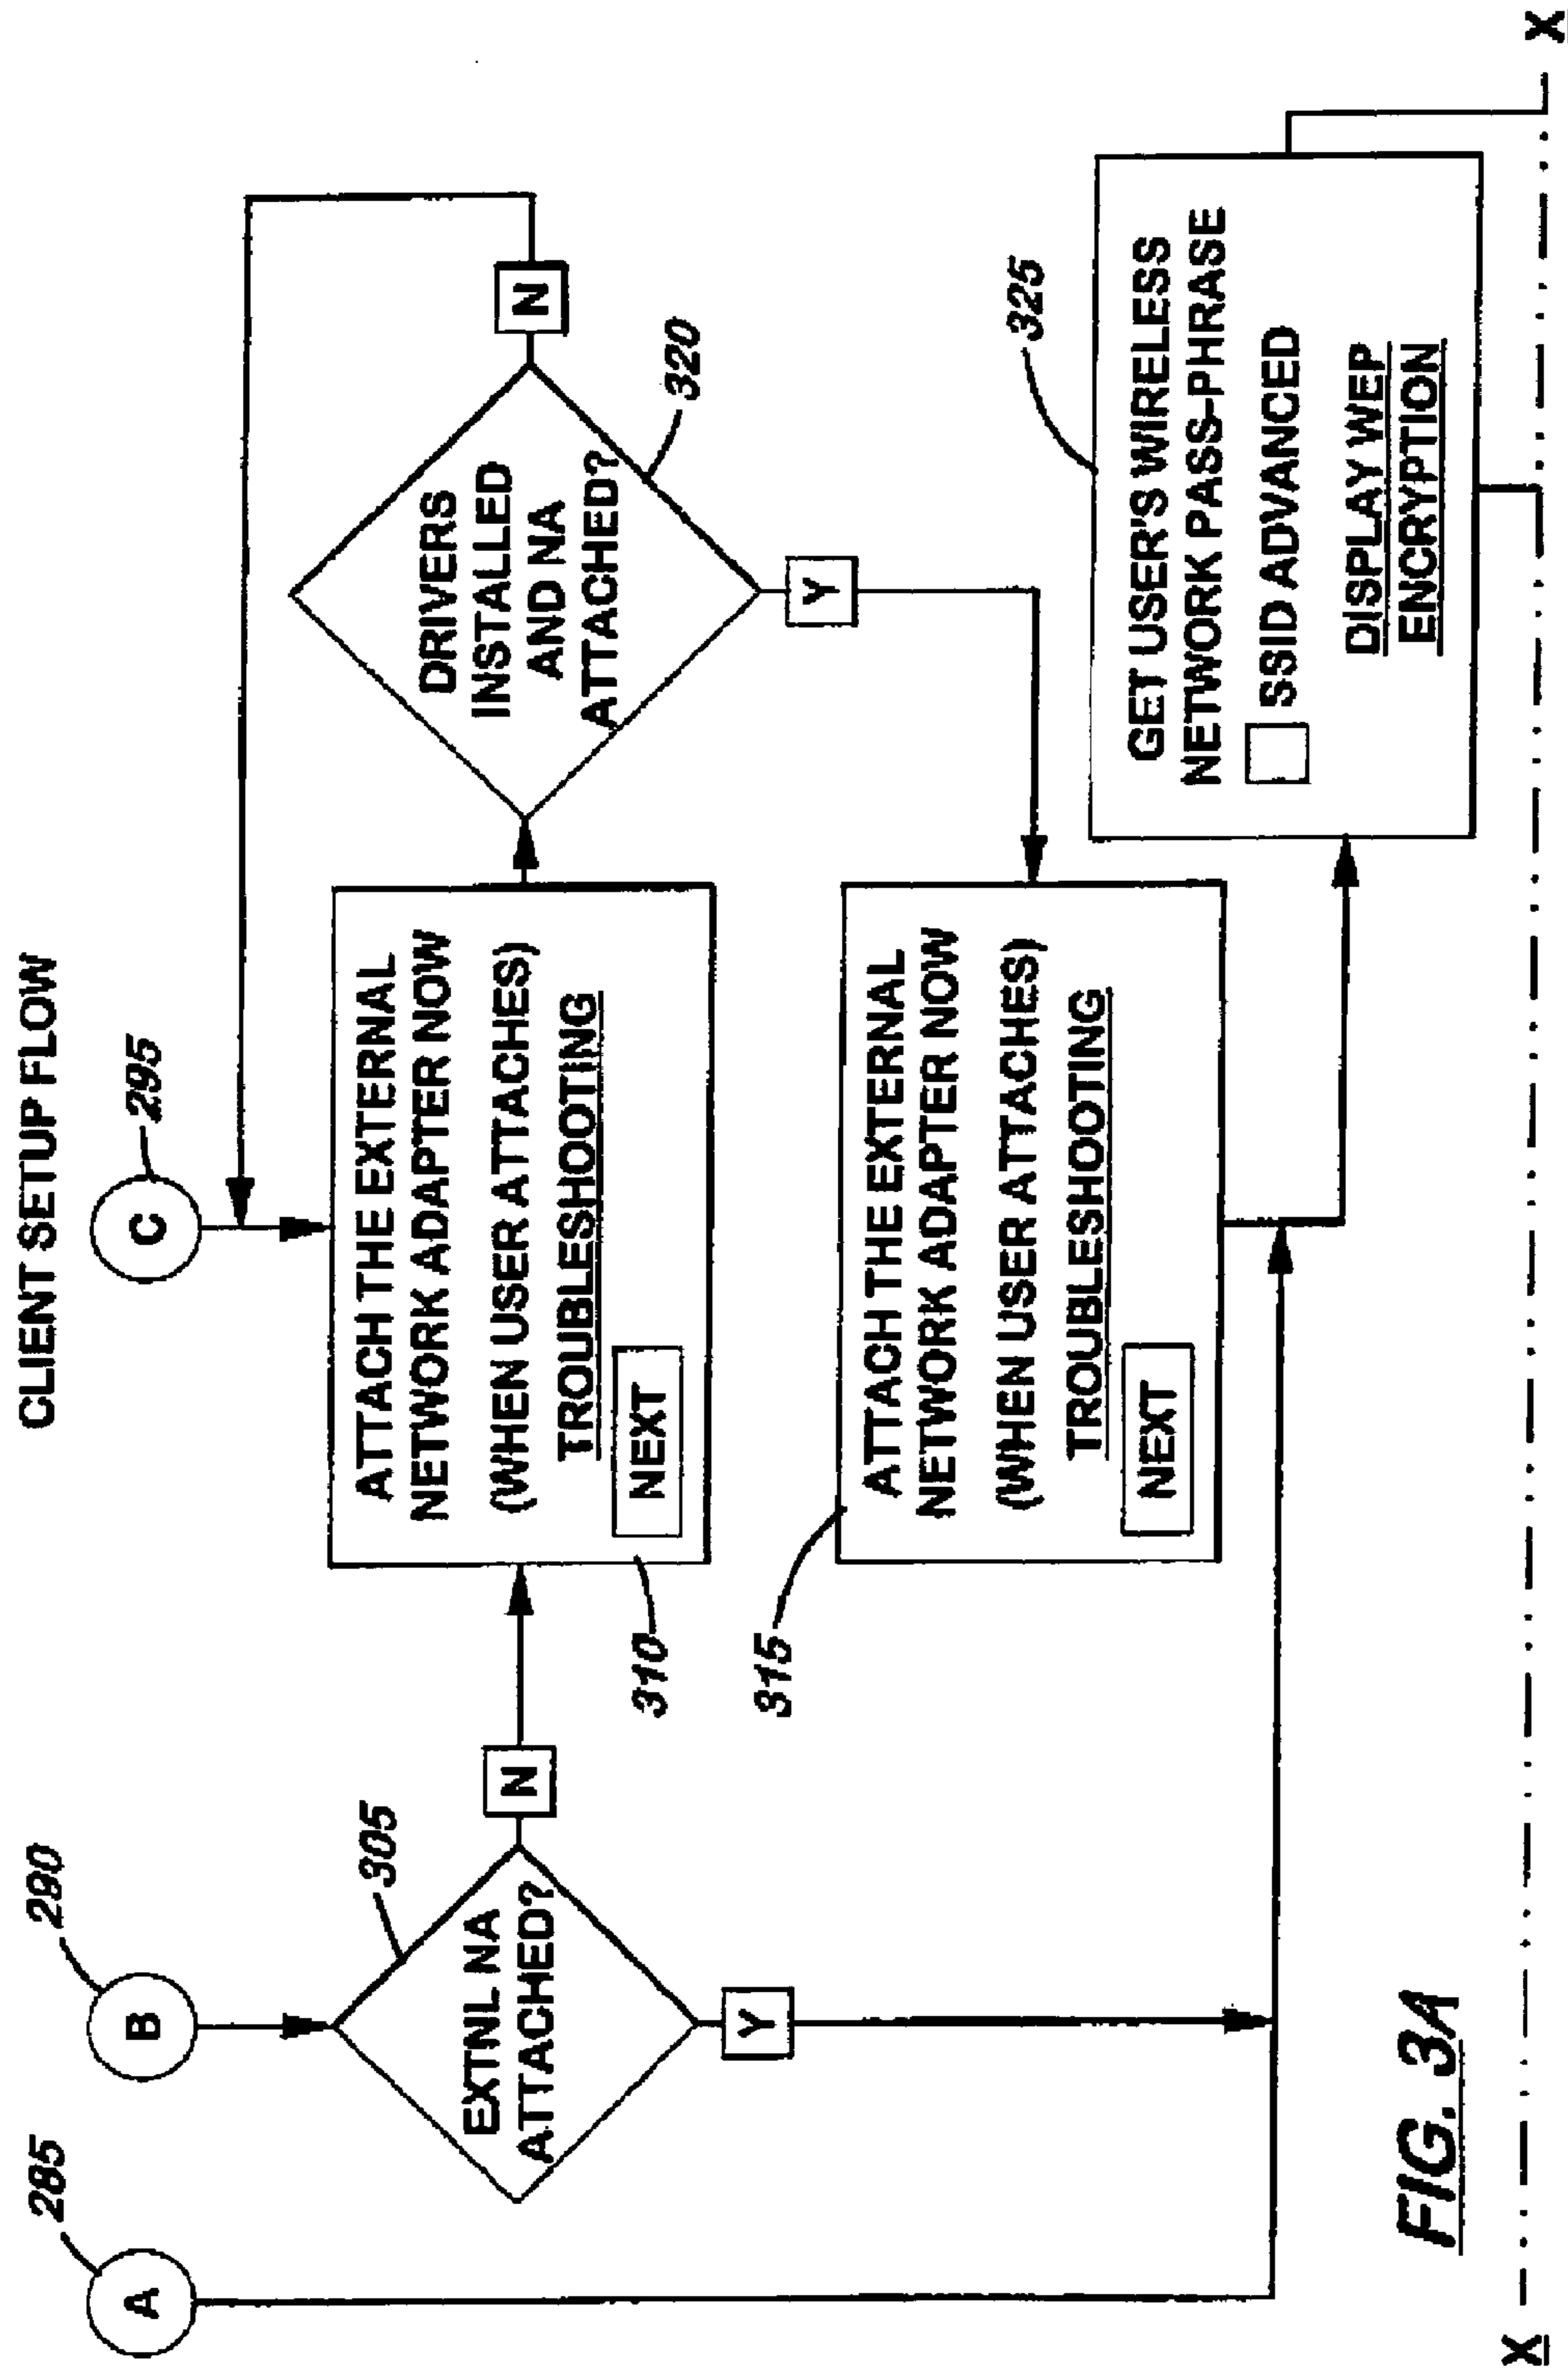 CLIENT SETUP FLOW
285
290
295
A
B
C
305
EXTNL NA
ATTACHED?
N
Y
ATTACH THE EXTERNAL
NETWORK ADAPTER NOW
(WHEN USER ATTACHES)
TROUBLESHOOTING
NEXT
310
DRIVERS
INSTALLED
AND NA
ATTACHED?
N
320
Y
315
ATTACH THE EXTERNAL
NETWORK ADAPTER NOW
(WHEN USER ATTACHES)
TROUBLESHOOTING
NEXT
325
GET USER'S WIRELESS
NETWORK PASS-PHRASE
SSID ADVANCED
DISPLAY WEP
ENCRYPTION
FIG. 3A
X
X